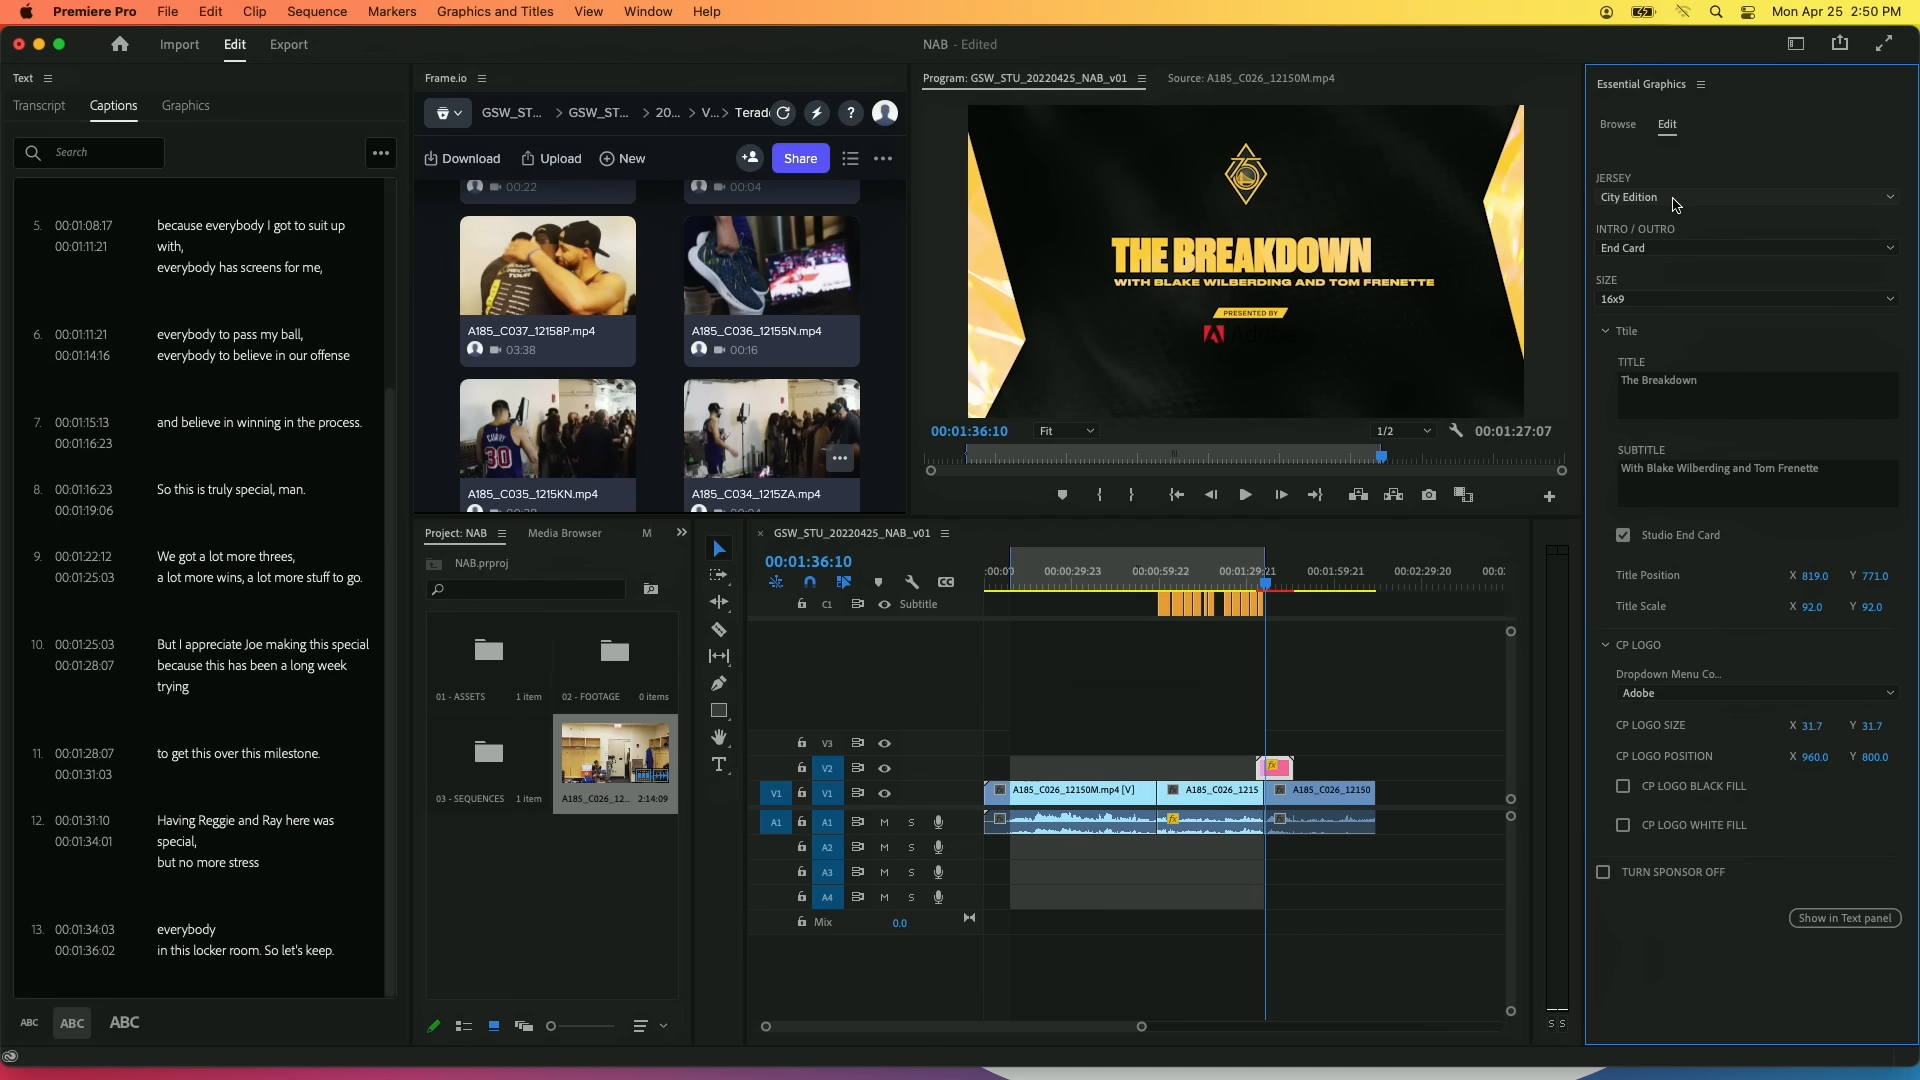 Premiere Pro File Edit Clip Sequence Markers Graphics and Titles View Window Help
Mon Apr 25 2:50 PM
Import Edit Export
NAB - Edited
Text
Transcript Captions Graphics
Search
5. 00:01:08:17 because everybody I got to suit up
00:01:11:21 with,
everybody has screens for me,
6. 00:01:11:21 everybody to pass my ball,
00:01:14:16 everybody to believe in our offense
7. 00:01:15:13 and believe in winning in the process.
00:01:16:23
8. 00:01:16:23 So this is truly special, man.
00:01:19:06
9. 00:01:22:12 We got a lot more threes,
00:01:25:03 a lot more wins, a lot more stuff to go.
10. 00:01:25:03 But I appreciate Joe making this special
00:01:28:07 because this has been a long week
trying
11. 00:01:28:07 to get this over this milestone.
00:01:31:03
12. 00:01:31:10 Having Reggie and Ray here was
00:01:34:01 special,
but no more stress
13. 00:01:34:03 everybody
00:01:36:02 in this locker room. So let's keep.
ABC ABC ABC
Frame.io
GSW_ST... > GSW_ST... > 20... > V... > Terad
?
Download Upload New Share
00:22 00:04
A185_C037_12158P.mp4
03:38
A185_C036_12155N.mp4
00:16
CURRY
30
A185_C035_1215KN.mp4
A185_C034_1215ZA.mp4
Program: GSW_STU_20220425_NAB_v01 Source: A185_C026_12150M.mp4
75
THE BREAKDOWN
WITH BLAKE WILBERDING AND TOM FRENETTE
PRESENTED BY
Adobe
00:01:36:10 Fit 1/2 00:01:27:07
Project: NAB Media Browser M
NAB.prproj
01 - ASSETS 1 item
02 - FOOTAGE 0 items
03 - SEQUENCES 1 item
A185_C026_12... 2:14:09
GSW_STU_20220425_NAB_v01
00:01:36:10
00:00:29:23 00:00:59:22 00:01:29:21 00:01:59:21 00:02:29:20
C1 Subtitle
V3
V2
fx
V1 V1
A185_C026_12150M.mp4 [V] A185_C026_1215 A185_C026_12150
A1 A1 M S
A2 M S
A3 M S
A4 M S
Mix 0.0
S S
Essential Graphics
Browse Edit
JERSEY
City Edition
INTRO / OUTRO
End Card
SIZE
16x9
Ttile
TITLE
The Breakdown
SUBTITLE
With Blake Wilberding and Tom Frenette
Studio End Card
Title Position X 819.0 Y 771.0
Title Scale X 92.0 Y 92.0
CP LOGO
Dropdown Menu Co...
Adobe
CP LOGO SIZE X 31.7 Y 31.7
CP LOGO POSITION X 960.0 Y 800.0
CP LOGO BLACK FILL
CP LOGO WHITE FILL
TURN SPONSOR OFF
Show in Text panel